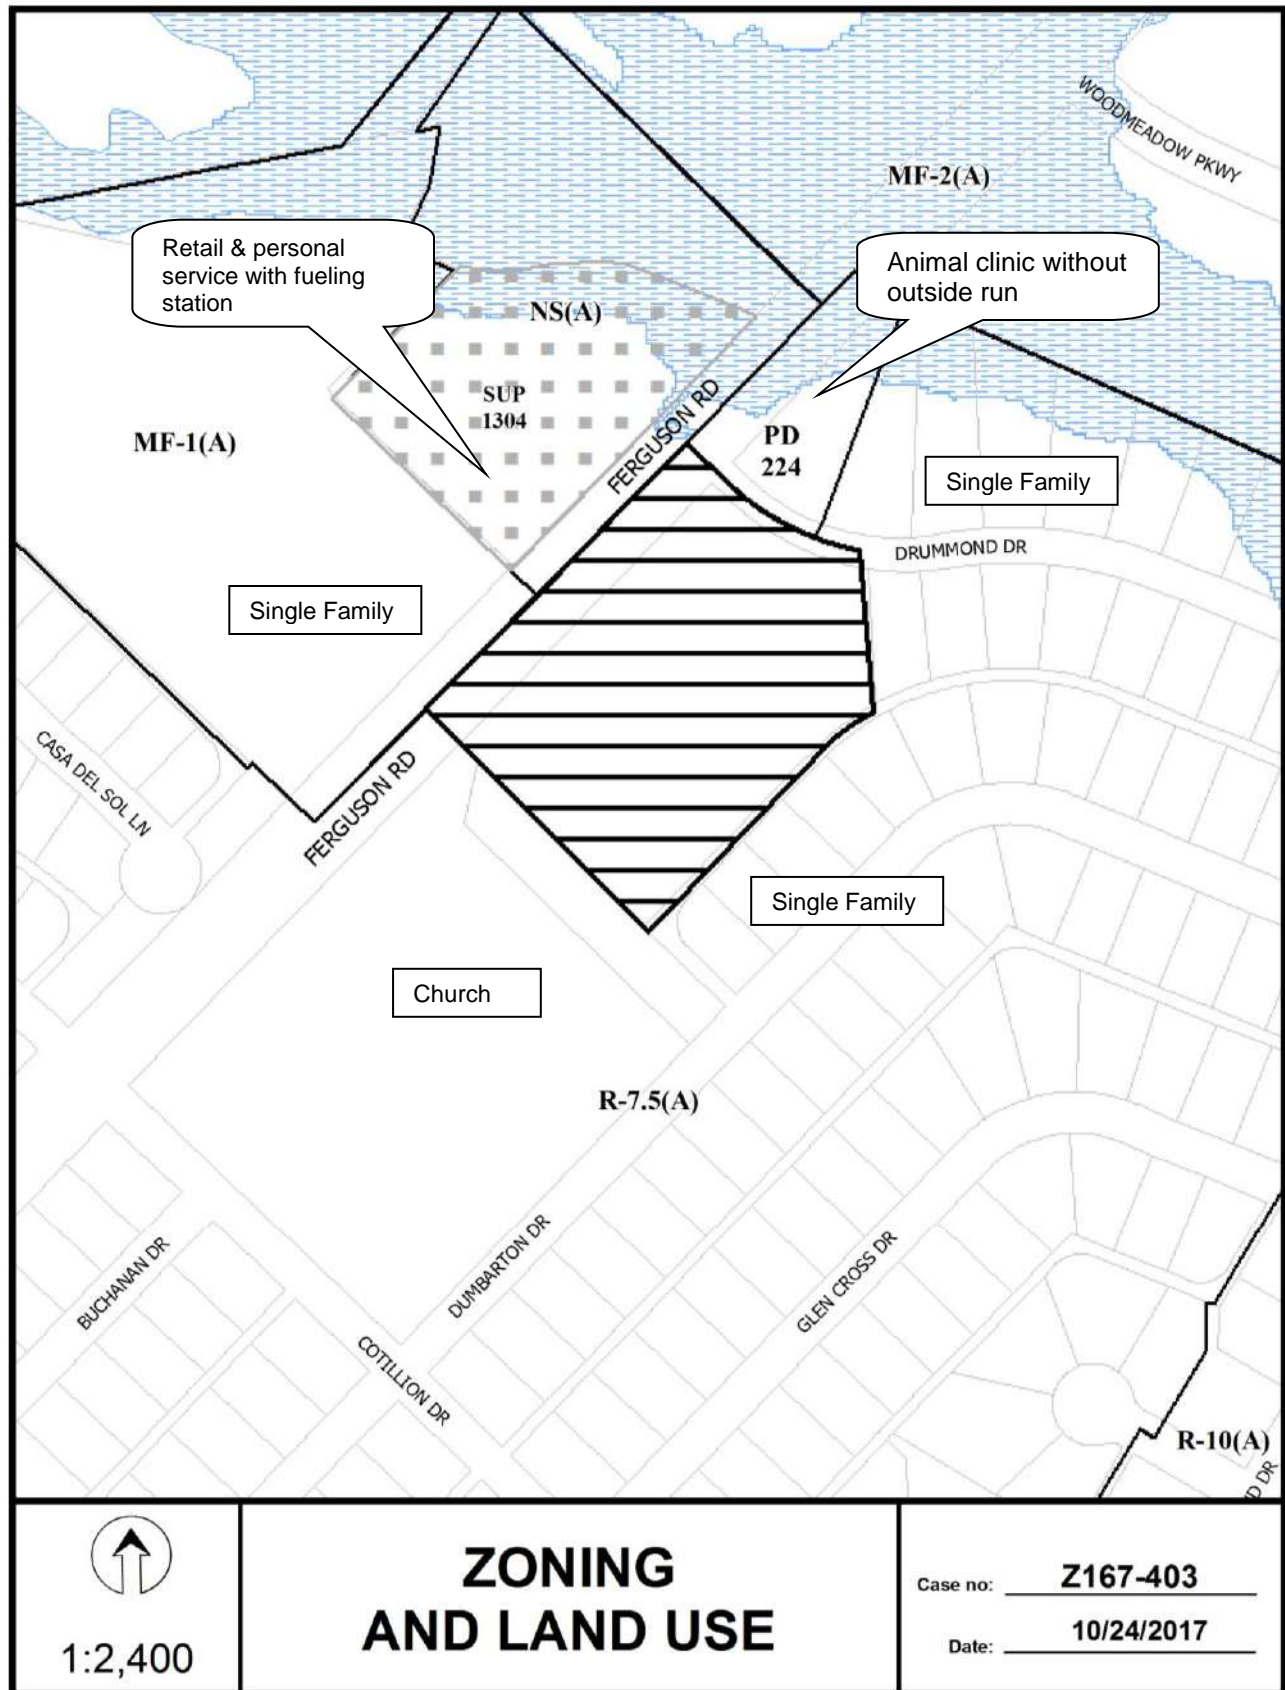 WOODMEADOW PKWY
MF-2(A)
Retail & personal
service with fueling
station
Animal clinic without
outside run
NS(A)
SUP
1304
FERGUSON RD
PD
224
MF-1(A)
Single Family
DRUMMOND DR
Single Family
CASA DEL SOL LN
FERGUSON RD
Single Family
Church
R-7.5(A)
BUCHANAN DR
DUMBARTON DR
GLEN CROSS DR
COTILLION DR
R-10(A)
DR
1:2,400
ZONING
AND LAND USE
Case no: Z167-403
Date: 10/24/2017